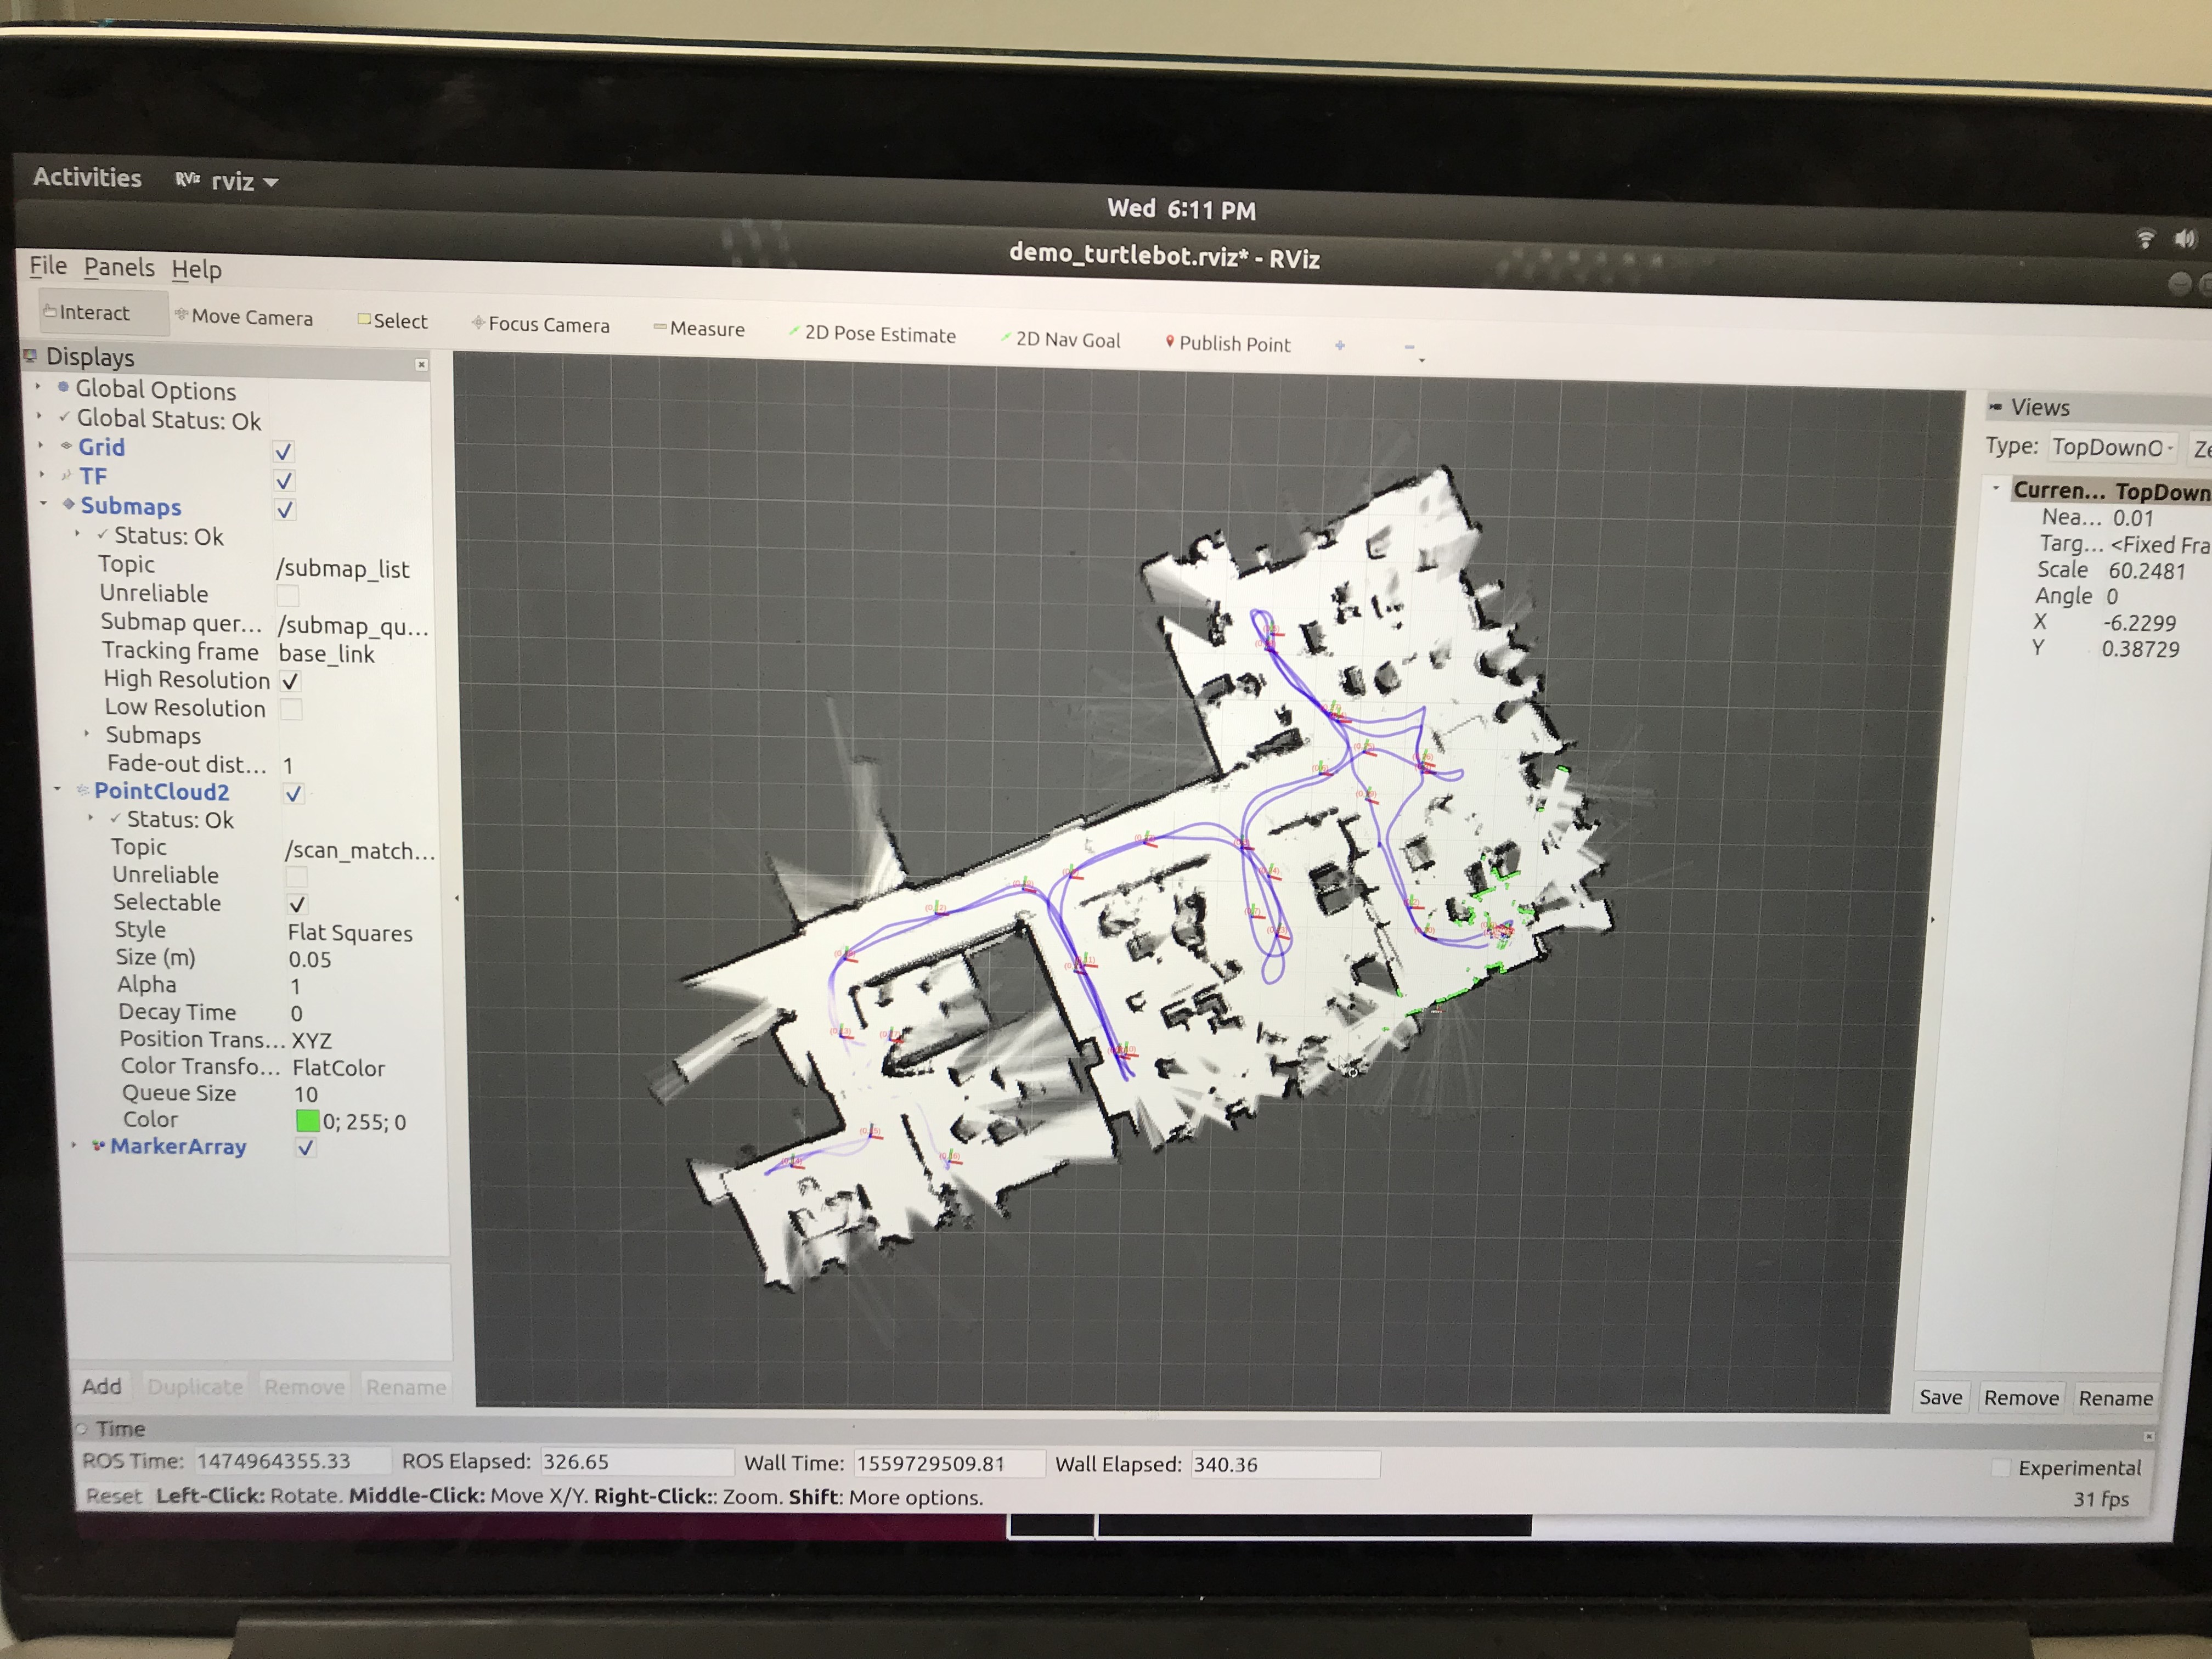 Activities RViz rviz
Wed 6:11 PM
demo_turtlebot.rviz* - RViz
File Panels Help
Interact Move Camera Select Focus Camera Measure 2D Pose Estimate 2D Nav Goal Publish Point
Displays
Global Options
Global Status: Ok
Grid
TF
Submaps
Status: Ok
Topic /submap_list
Unreliable
Submap quer... /submap_qu...
Tracking frame base_link
High Resolution
Low Resolution
Submaps
Fade-out dist... 1
PointCloud2
Status: Ok
Topic /scan_match...
Unreliable
Selectable
Style Flat Squares
Size (m) 0.05
Alpha 1
Decay Time 0
Position Trans... XYZ
Color Transfo... FlatColor
Queue Size 10
Color 0; 255; 0
MarkerArray
Add Duplicate Remove Rename
Views
Type: TopDownO Ze
Curren... TopDown
Nea... 0.01
Targ... <Fixed Fra
Scale 60.2481
Angle 0
X -6.2299
Y 0.38729
Save Remove Rename
Time
ROS Time: 1474964355.33 ROS Elapsed: 326.65 Wall Time: 1559729509.81 Wall Elapsed: 340.36 Experimental
Reset Left-Click: Rotate. Middle-Click: Move X/Y. Right-Click:: Zoom. Shift: More options. 31 fps